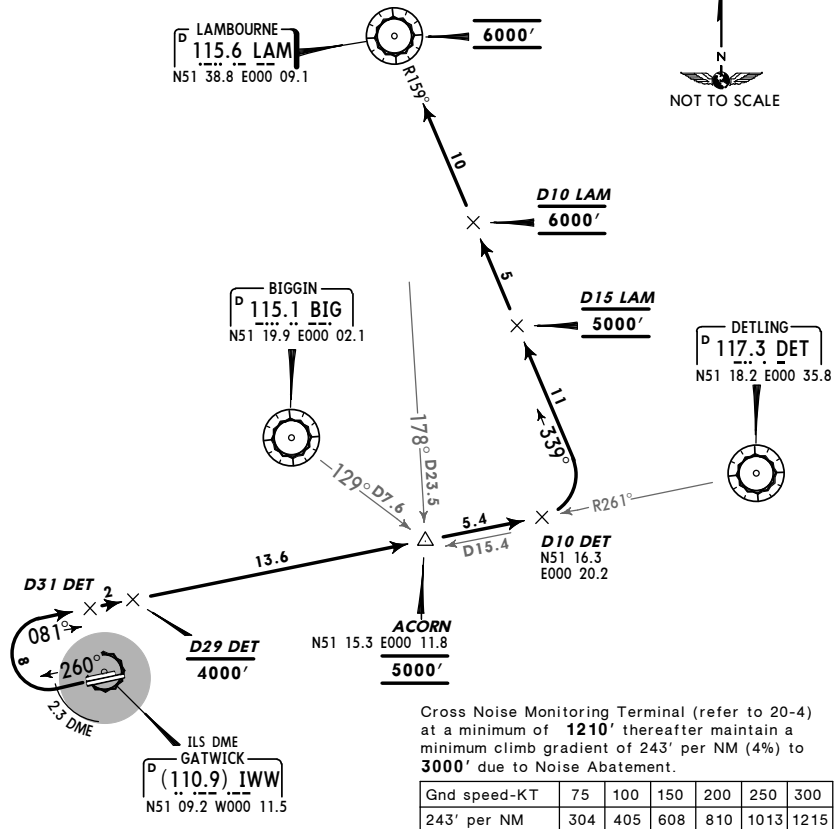 LAMBOURNE
D 115.6 LAM
N51 38.8 E000 09.1
6000'
N
NOT TO SCALE
R159°
10
D10 LAM
6000'
5
D15 LAM
5000'
BIGGIN
D 115.1 BIG
N51 19.9 E000 02.1
DETLING
D 117.3 DET
N51 18.2 E000 35.8
11
339°
178° D23.5
129° D7.6
R261°
5.4
D15.4
D10 DET
N51 16.3
E000 20.2
13.6
D31 DET
2
081°
8
260°
2.3 DME
D29 DET
4000'
ACORN
N51 15.3 E000 11.8
5000'
ILS DME
GATWICK
D (110.9) IWW
N51 09.2 W000 11.5
Cross Noise Monitoring Terminal (refer to 20-4)
at a minimum of 1210' thereafter maintain a
minimum climb gradient of 243' per NM (4%) to
3000' due to Noise Abatement.
Gnd speed-KT 75 100 150 200 250 300
243' per NM 304 405 608 810 1013 1215